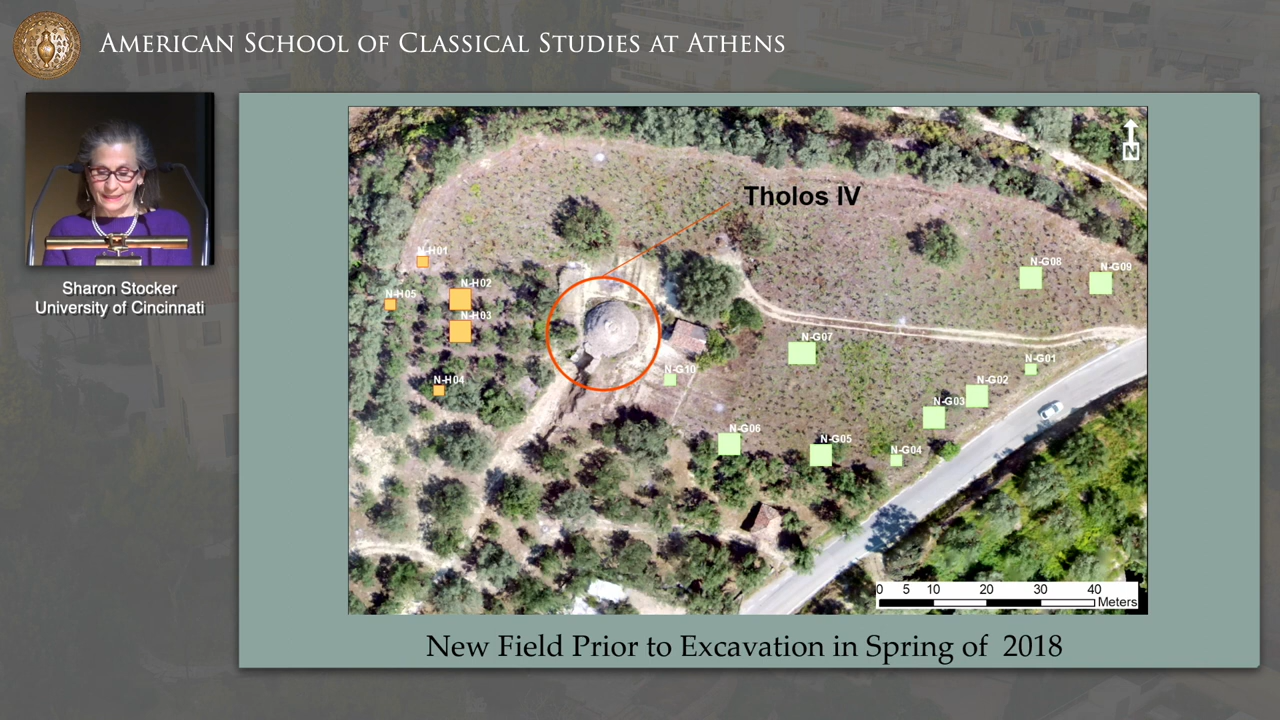 AMERICAN SCHOOL OF CLASSICAL STUDIES AT ATHENS
Sharon Stocker
University of Cincinnati
N
Tholos IV
N-H01
N-G08
N-G09
N-H02
N-H05
N-H03
N-G07
N-G01
N-G10
N-H04
N-G02
N-G03
N-G06
N-G05
N-G04
0 5 10 20 30 40
Meters
New Field Prior to Excavation in Spring of 2018